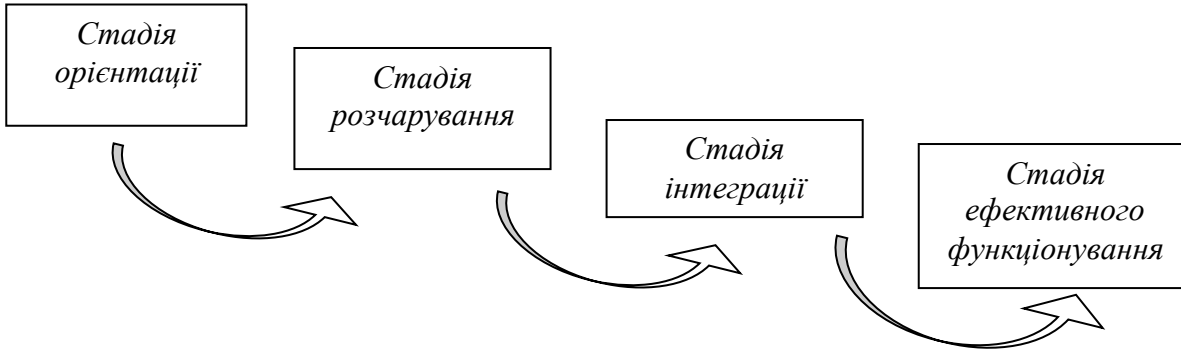 Стадія
орієнтації
Стадія
розчарування
Стадія
інтеграції
Стадія
ефективного
функціонування